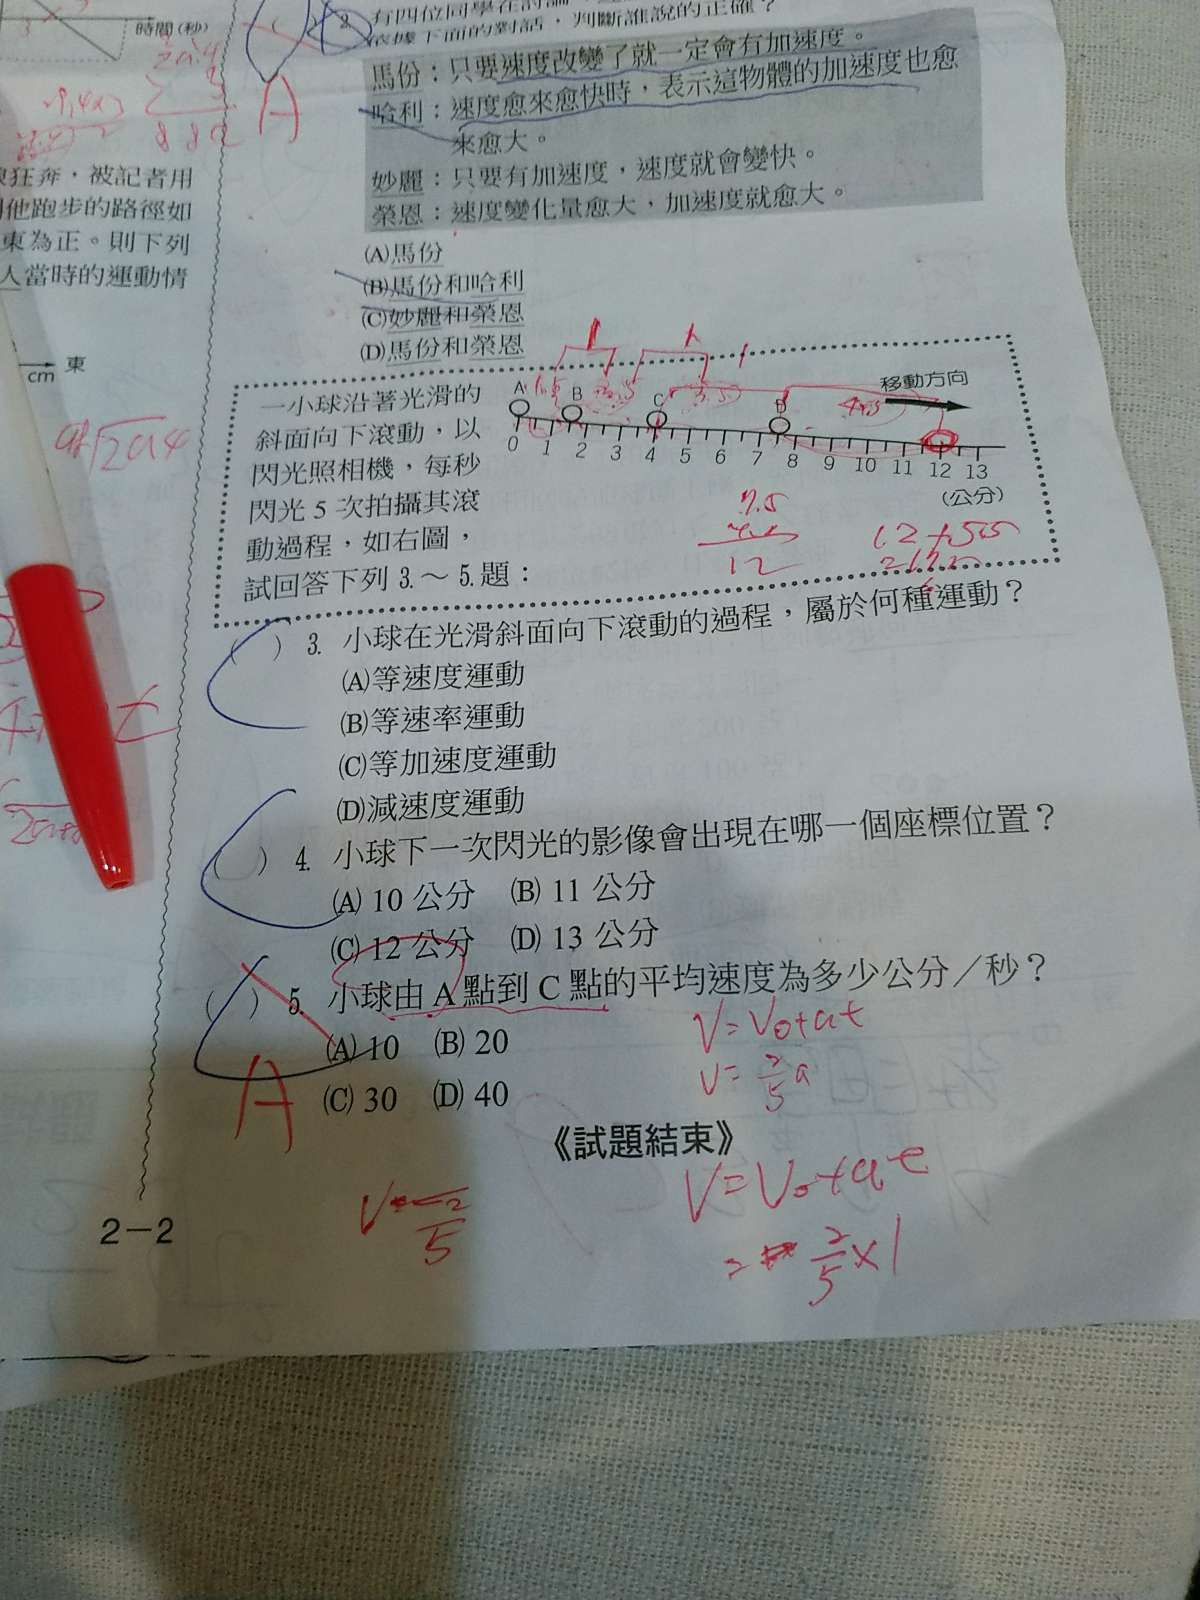 時間(秒)
有四位同學在討論
依據下面的對話,判斷誰說的正確?
馬份:只要速度改變了就一定會有加速度。
哈利:速度愈來愈快時,表示這物體的加速度也愈
來愈大。
妙麗:只要有加速度,速度就會變快。
榮恩:速度變化量愈大,加速度就愈大。
(A)馬份
(B)馬份和哈利
(C)妙麗和榮恩
(D)馬份和榮恩
A
狂奔,被記者用
他跑步的路徑如
東為正。則下列
人當時的運動情
東
cm
一小球沿著光滑的
斜面向下滾動,以
閃光照相機,每秒
閃光 5 次拍攝其滾
動過程,如右圖,
試回答下列 3.~5.題:
A B C D 移動方向
0 1 2 3 4 5 6 7 8 9 10 11 12 13
(公分)
7.5
12
( ) 3. 小球在光滑斜面向下滾動的過程,屬於何種運動?
(A)等速度運動
(B)等速率運動
(C)等加速度運動
(D)減速度運動
( ) 4. 小球下一次閃光的影像會出現在哪一個座標位置?
(A) 10 公分 (B) 11 公分
(C) 12 公分 (D) 13 公分
( ) 5. 小球由 A 點到 C 點的平均速度為多少公分/秒?
(A) 10 (B) 20
(C) 30 (D) 40
A
V=V0+at
V=2/5a
《試題結束》
V=V0+at
2/5×1
2-2